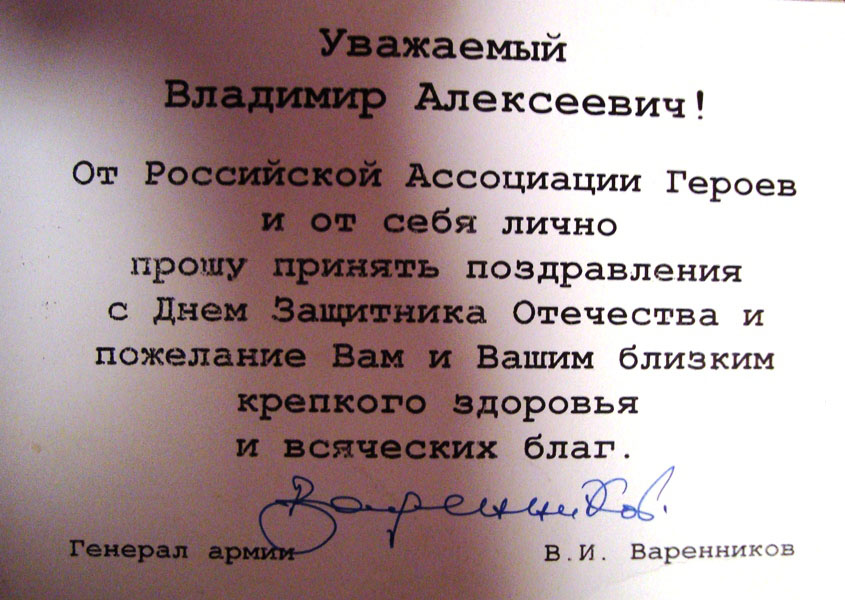 Уважаемый
Владимир Алексеевич!
От Российской Ассоциации Героев
и от себя лично
прошу принять поздравления
с Днем Защитника Отечества и
пожелание Вам и Вашим близким
крепкого здоровья
и всяческих благ.
Варенников.
Генерал армии В.И. Варенников